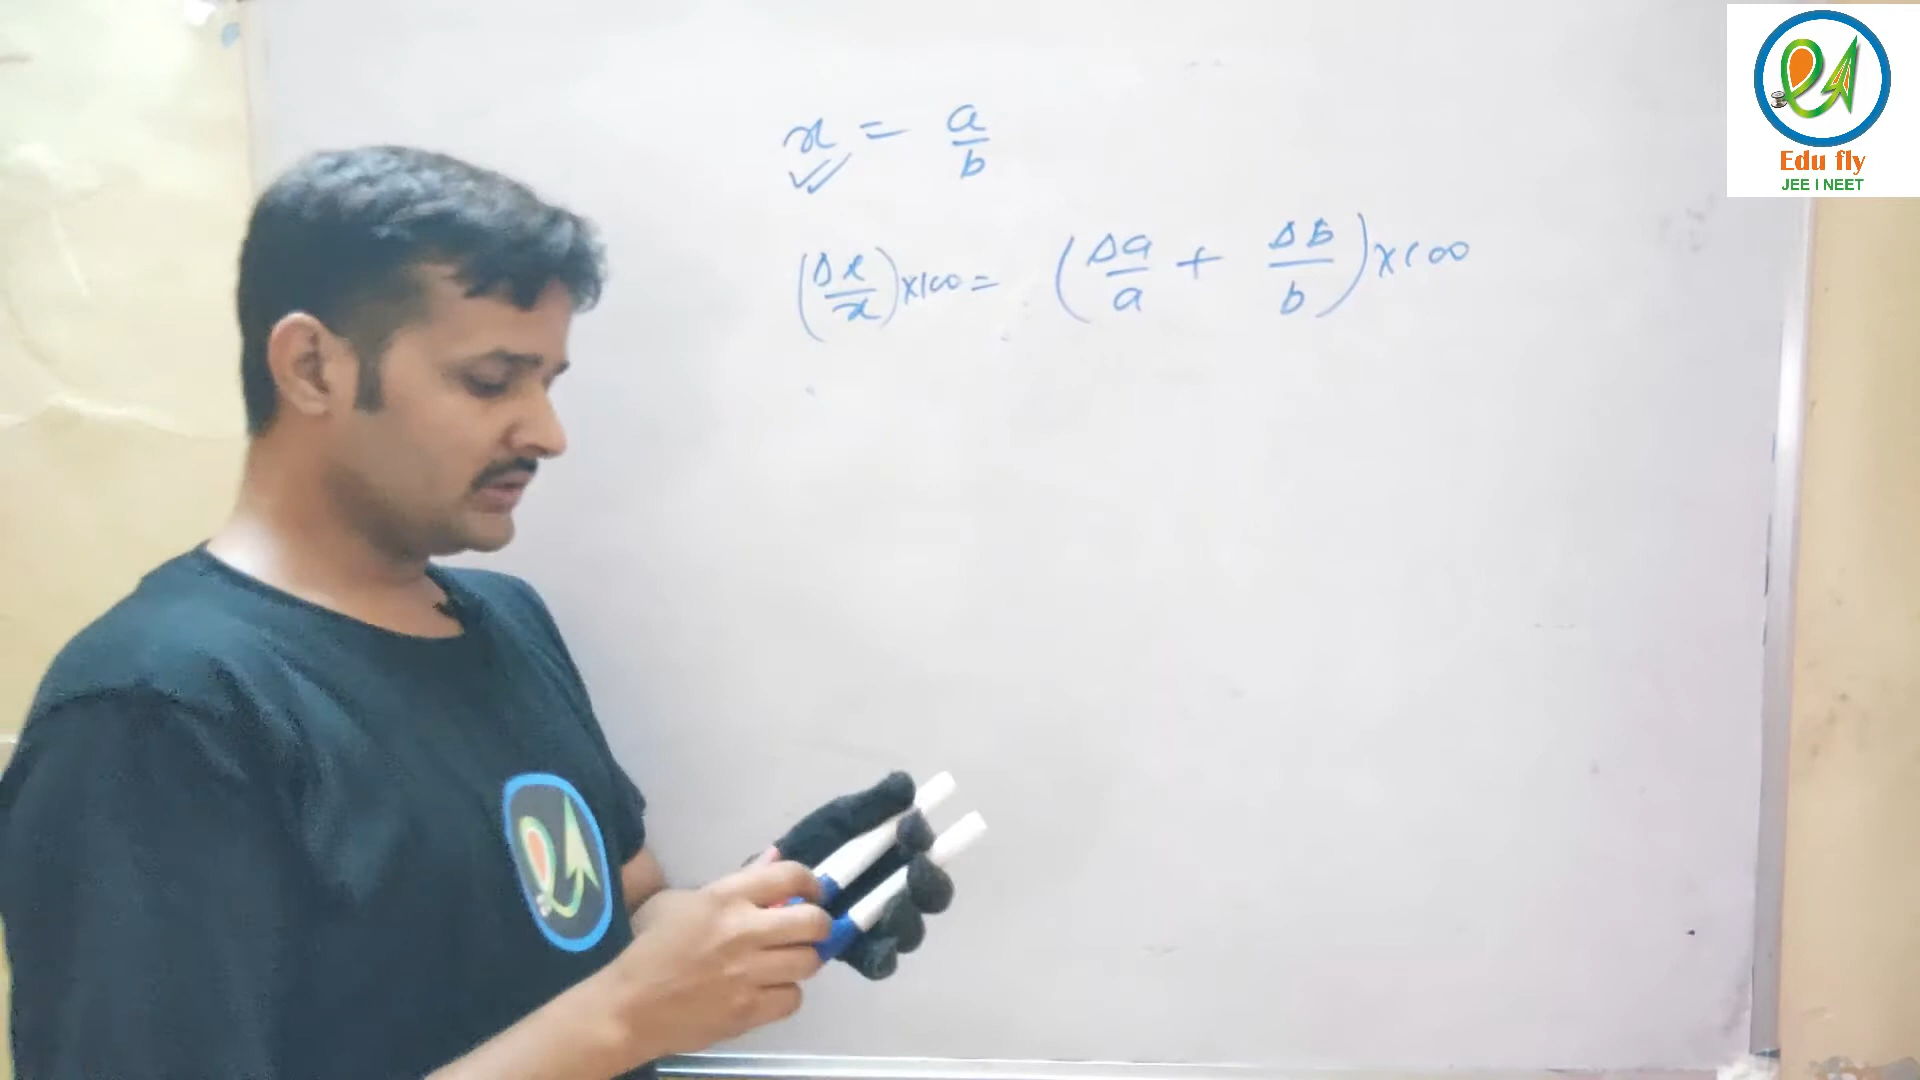 x = a/b
(Δx/x)×100 = (Δa/a + Δb/b)×100
Edu fly
JEE I NEET